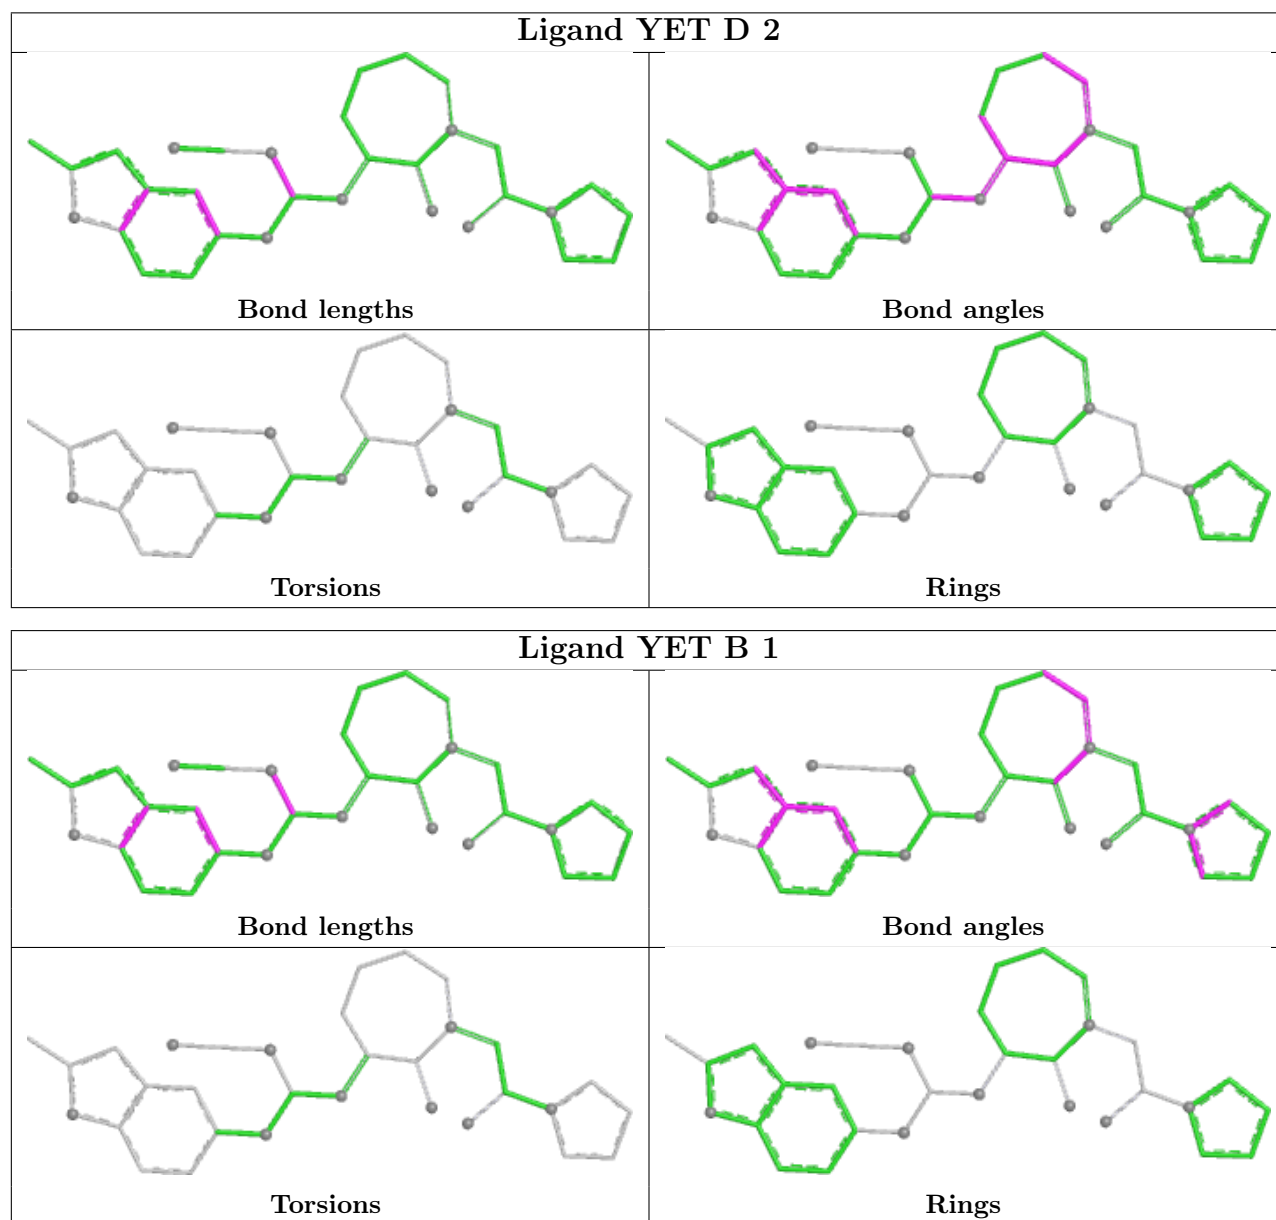 Ligand YET D 2
Bond lengths
Bond angles
Torsions
Rings
Ligand YET B 1
Bond lengths
Bond angles
Torsions
Rings